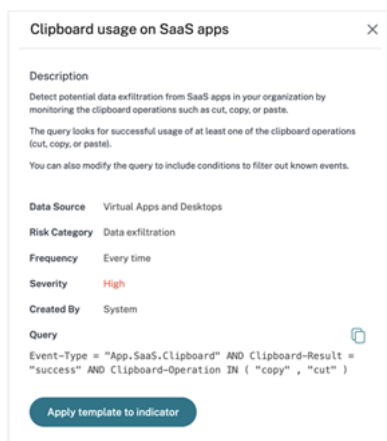 Clipboard usage on SaaS apps
Description
Detect potential data exfiltration from SaaS apps in your organization by
monitoring the clipboard operations such as cut, copy, or paste.
The query looks for successful usage of at least one of the clipboard operations
(cut, copy, or paste).
You can also modify the query to include conditions to filter out known events.
Data Source Virtual Apps and Desktops
Risk Category Data exfiltration
Frequency Every time
Severity High
Created By System
Query
Event-Type = "App.SaaS.Clipboard" AND Clipboard-Result =
"success" AND Clipboard-Operation IN ( "copy" , "cut" )
Apply template to indicator